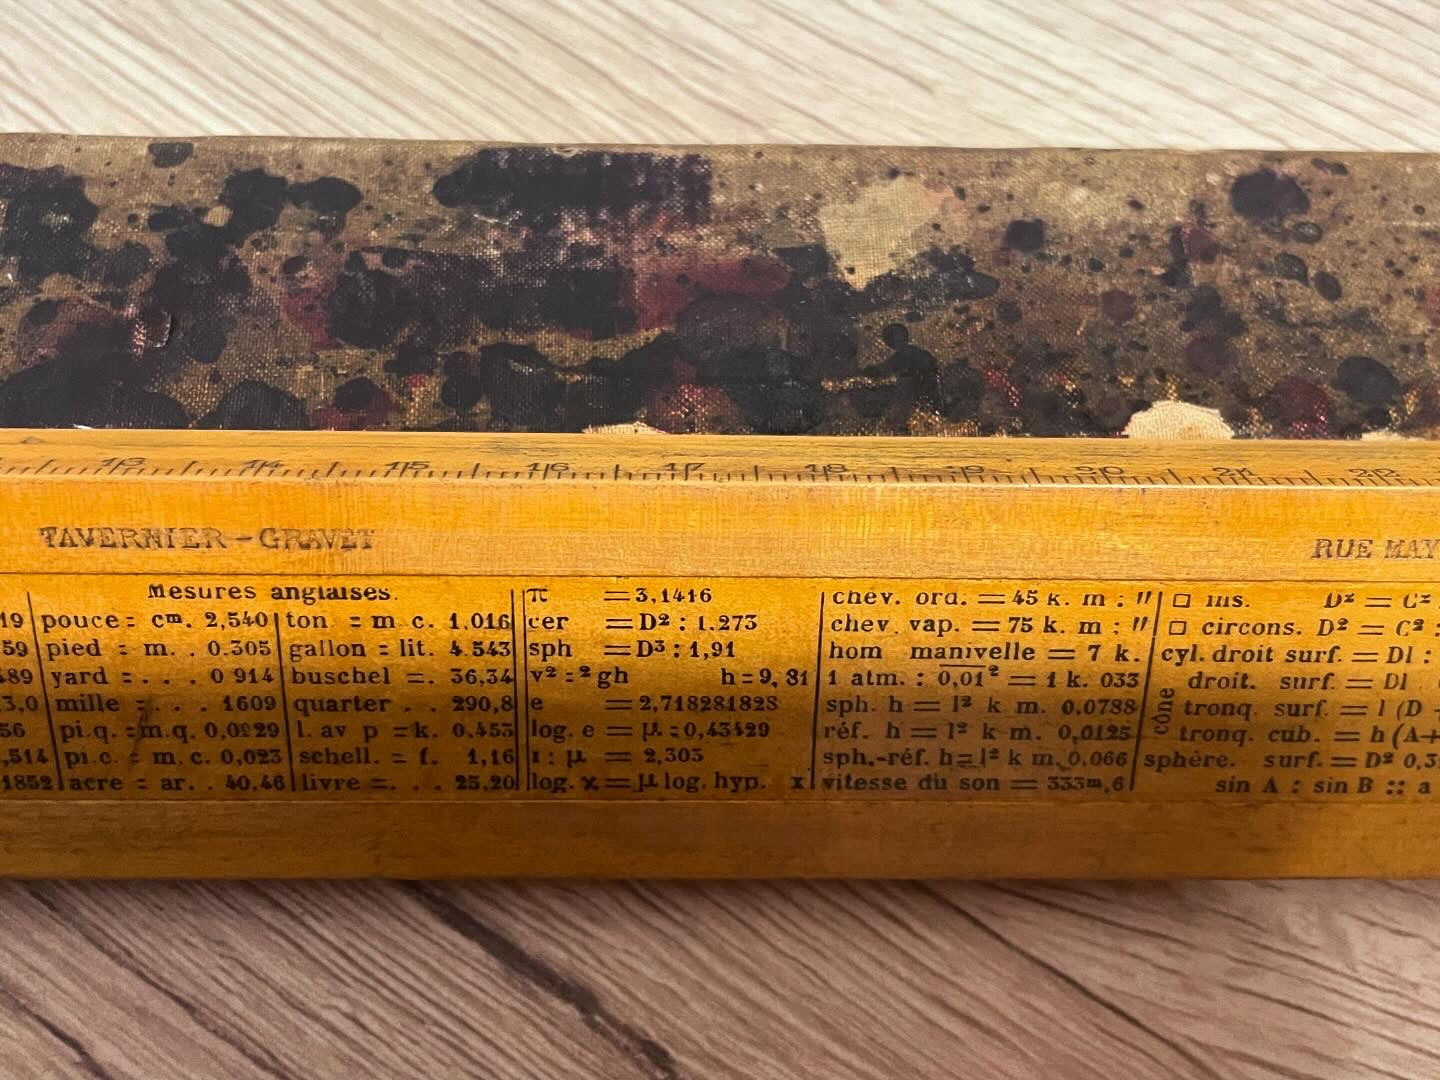 13 14 15 16 17 18 19 20 21 22
TAVERNIER-GRAVET RUE MAY
Mesures anglaises.
19 pouce = cm. 2,540 ton = m c. 1.016
59 pied = m. . 0.305 gallon = lit. 4.543
489 yard = . . . 0 914 buschel =. 36,34
3,0 mille = . . . 1609 quarter . . 290,8
56 pi.q. = m.q. 0,0929 l. av p =k. 0.453
,514 pi.c. = m.c. 0,023 schell. = f. 1,16
1852 acre = ar. . 40.46 livre =. . . 25,20
π = 3,1416
cer = D² : 1.273
sph = D³ : 1,91
v² = ² gh h = 9, 81
e = 2,718281828
log. e = μ = 0,43429
1 : μ = 2,303
log. x = μ log. hyp. x
chev. ord. = 45 k. m : "
chev. vap. = 75 k. m : "
hom manivelle = 7 k.
1 atm. : 0,01² = 1 k. 033
sph. h = l² k m. 0,0788
réf. h = l² k m. 0,0125
sph.-réf. h = l² k m. 0,066
vitesse du son = 333m,6
□ ins. D² = C²
□ circons. D² = C² :
cyl. droit surf. = Dl :
cône droit. surf. = Dl
tronq. surf. = l (D
tronq. cub. = h (A+
sphère. surf. = D² 0,3
sin A : sin B :: a